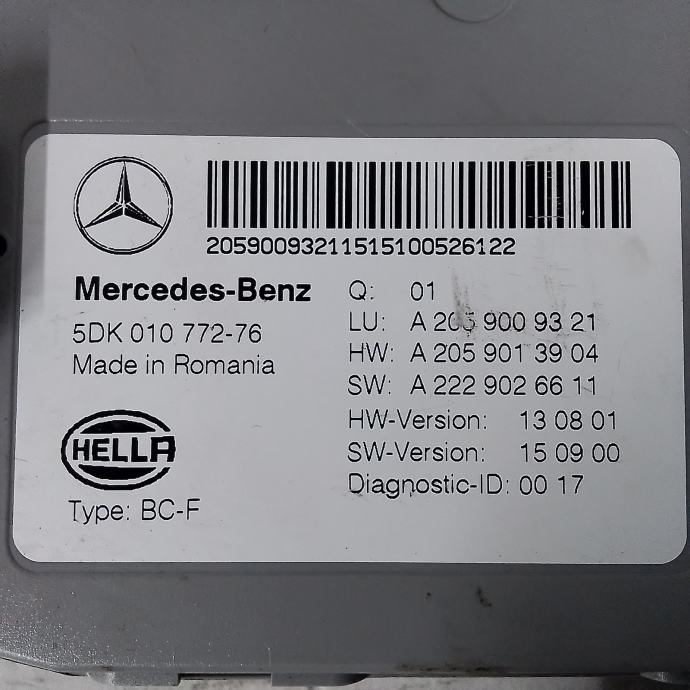 20590093211515100526122
Mercedes-Benz
5DK 010 772-76
Made in Romania
HELLA
Type: BC-F
Q: 01
LU: A 205 900 93 21
HW: A 205 901 39 04
SW: A 222 902 66 11
HW-Version: 13 08 01
SW-Version: 15 09 00
Diagnostic-ID: 00 17